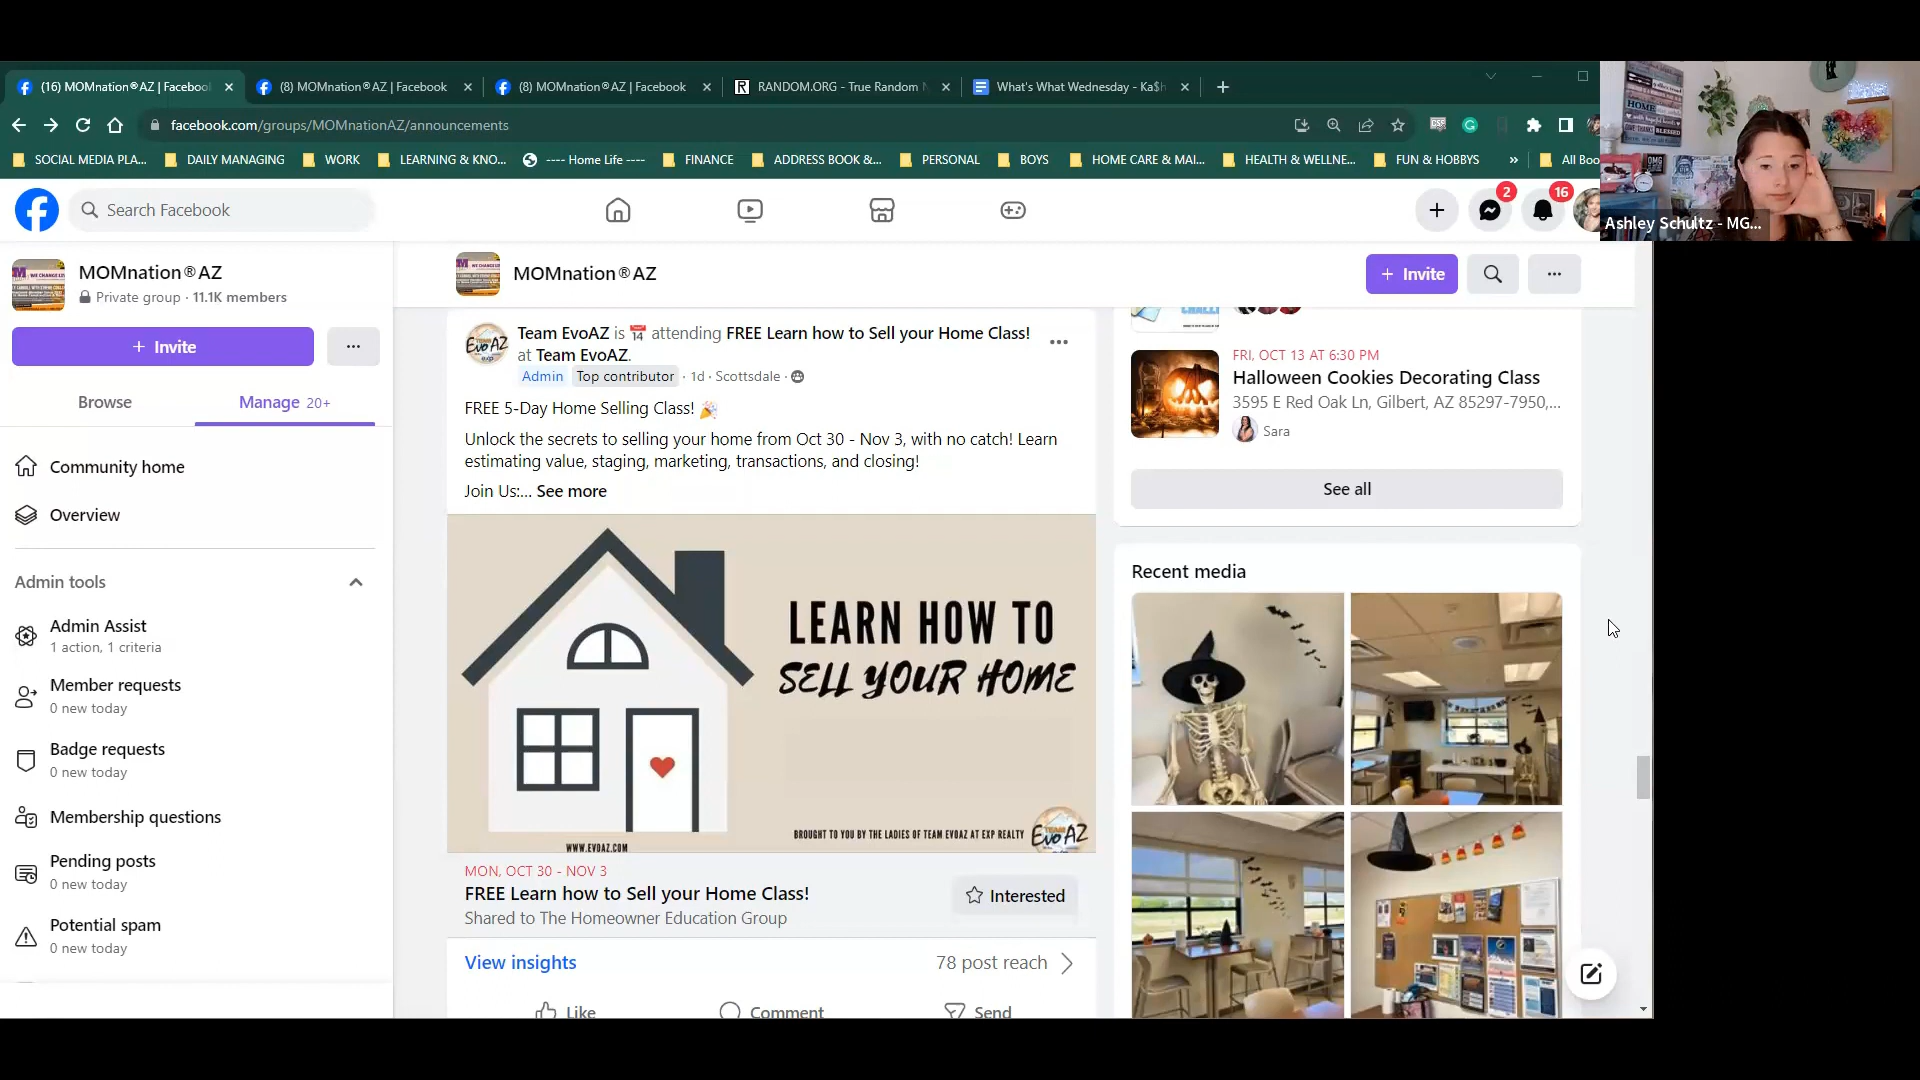 (16) MOMnation®AZ | Facebook
(8) MOMnation®AZ | Facebook
(8) MOMnation®AZ | Facebook
RANDOM.ORG - True Random N
What's What Wednesday - Ka$h
facebook.com/groups/MOMnationAZ/announcements
SOCIAL MEDIA PLA...
DAILY MANAGING
WORK
LEARNING & KNO...
---- Home Life ----
FINANCE
ADDRESS BOOK &...
PERSONAL
BOYS
HOME CARE & MAI...
HEALTH & WELLNE...
FUN & HOBBYS
»
All Boo
Search Facebook
2
16
Ashley Schultz - MG...
HOME
BLESSED
OMG
MOMnation®AZ
Private group · 11.1K members
+ Invite
...
Browse
Manage 20+
Community home
Overview
Admin tools
Admin Assist
1 action, 1 criteria
Member requests
0 new today
Badge requests
0 new today
Membership questions
Pending posts
0 new today
Potential spam
0 new today
MOMnation®AZ
+ Invite
...
Team EvoAZ is 📅 attending FREE Learn how to Sell your Home Class!
at Team EvoAZ.
Admin Top contributor · 1d · Scottsdale ·
FREE 5-Day Home Selling Class! 🎉
Unlock the secrets to selling your home from Oct 30 - Nov 3, with no catch! Learn
estimating value, staging, marketing, transactions, and closing!
Join Us:... See more
LEARN HOW TO
SELL YOUR HOME
BROUGHT TO YOU BY THE LADIES OF TEAM EVOAZ AT EXP REALTY
TEAM
EvoAZ
WWW.EVOAZ.COM
MON, OCT 30 - NOV 3
FREE Learn how to Sell your Home Class!
Shared to The Homeowner Education Group
Interested
View insights
78 post reach
Like
Comment
Send
FRI, OCT 13 AT 6:30 PM
Halloween Cookies Decorating Class
3595 E Red Oak Ln, Gilbert, AZ 85297-7950,...
Sara
See all
Recent media